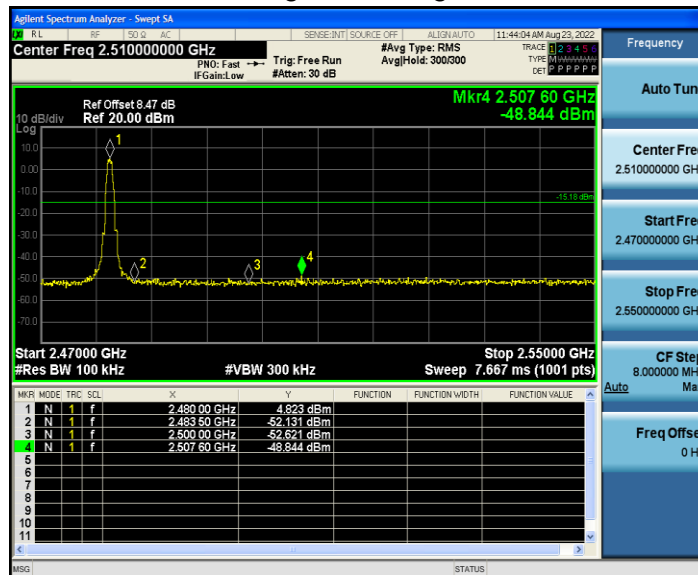 Agilent Spectrum Analyzer - Swept SA
RL RF 50 Ω AC SENSE:INT SOURCE OFF ALIGNAUTO 11:44:04 AM Aug 23, 2022
Center Freq 2.510000000 GHz
PNO: Fast
IFGain:Low
Trig: Free Run
#Atten: 30 dB
#Avg Type: RMS
Avg|Hold: 300/300
TRACE 1 2 3 4 5 6
TYPE M
DET P P P P P P
Mkr4 2.507 60 GHz
-48.844 dBm
Ref Offset 8.47 dB
10 dB/div Ref 20.00 dBm
Log
10.0
0.00
-10.0
-20.0
-30.0
-40.0
-50.0
-60.0
-70.0
1
2
3
4
-15.18 dBm
Start 2.47000 GHz Stop 2.55000 GHz
#Res BW 100 kHz #VBW 300 kHz Sweep 7.667 ms (1001 pts)
MKR MODE TRC SCL X Y FUNCTION FUNCTION WIDTH FUNCTION VALUE
1 N 1 f 2.480 00 GHz 4.823 dBm
2 N 1 f 2.483 50 GHz -52.131 dBm
3 N 1 f 2.500 00 GHz -52.621 dBm
4 N 1 f 2.507 60 GHz -48.844 dBm
5
6
7
8
9
10
11
MSG STATUS
Frequency
Auto Tun
Center Fre
2.510000000 GH
Start Fre
2.470000000 GH
Stop Fre
2.550000000 GH
CF Ste
8.000000 MH
Auto Ma
Freq Offse
0 H